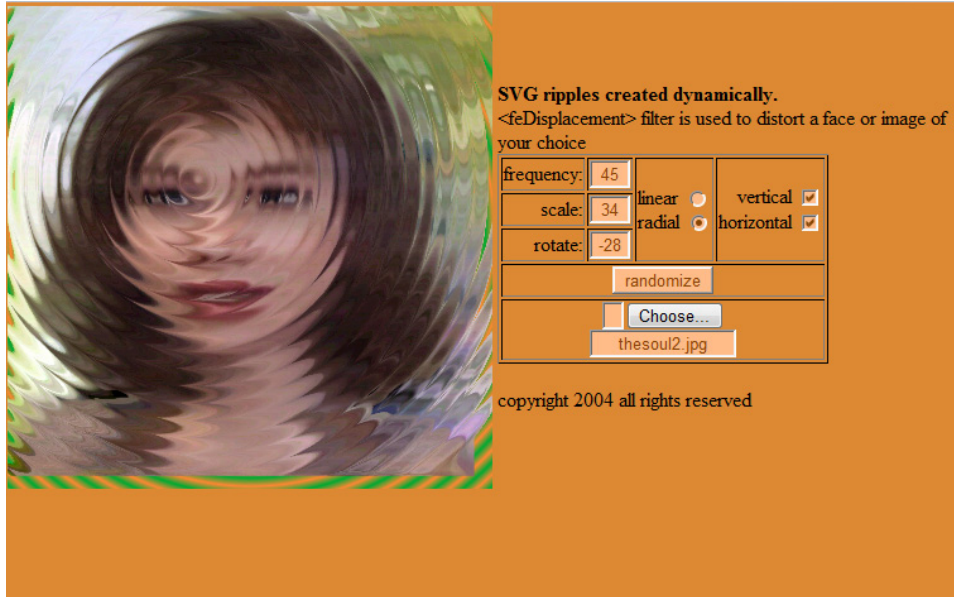 SVG ripples created dynamically.
<feDisplacement> filter is used to distort a face or image of
your choice
frequency: 45
scale: 34
rotate: -28
linear
radial
vertical
horizontal
randomize
Choose...
thesoul2.jpg
copyright 2004 all rights reserved